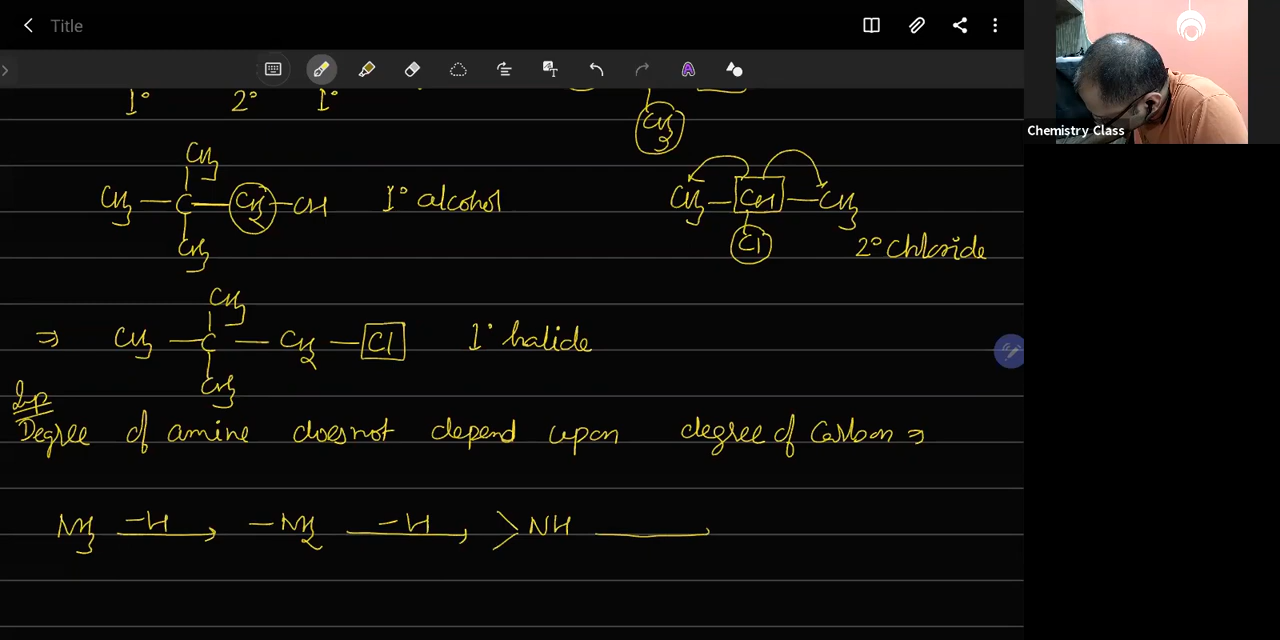 Title
Chemistry Class
1° 2° 1°
CH3
CH3 CH3 — CH — CH3
CH3 — C — CH2 — CH 1° alcohol
CH3 Cl 2° Chloride
CH3
⇒ CH3 — C — CH2 — Cl 1° halide
CH3
Imp
Degree of amine doesnot depend upon degree of Carbon ⇒
NH3 —H → —NH2 —H → >NH ——